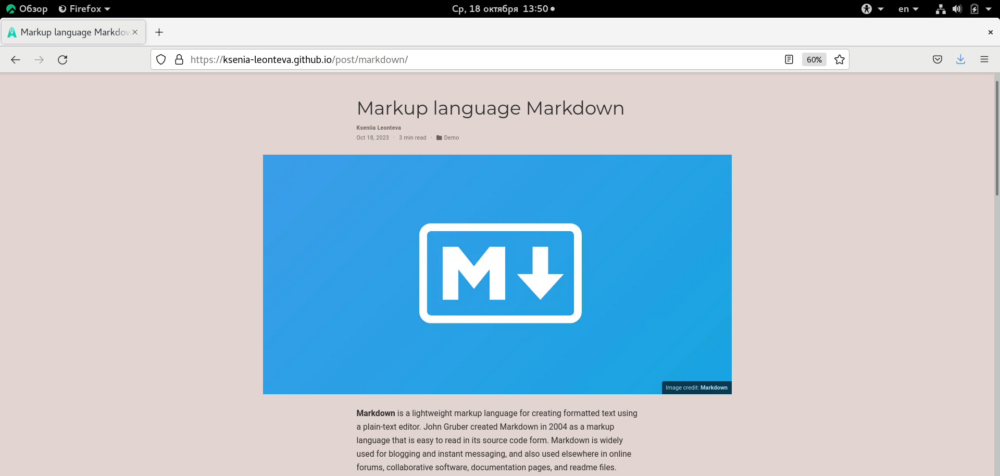 Обзор Firefox Ср, 18 октября 13:50 en
Markup language Markdow
https://ksenia-leonteva.github.io/post/markdown/ 60%
Markup language Markdown
Kseniia Leonteva
Oct 18, 2023 · 3 min read · Demo
M
Image credit: Markdown
Markdown is a lightweight markup language for creating formatted text using
a plain-text editor. John Gruber created Markdown in 2004 as a markup
language that is easy to read in its source code form. Markdown is widely
used for blogging and instant messaging, and also used elsewhere in online
forums, collaborative software, documentation pages, and readme files.